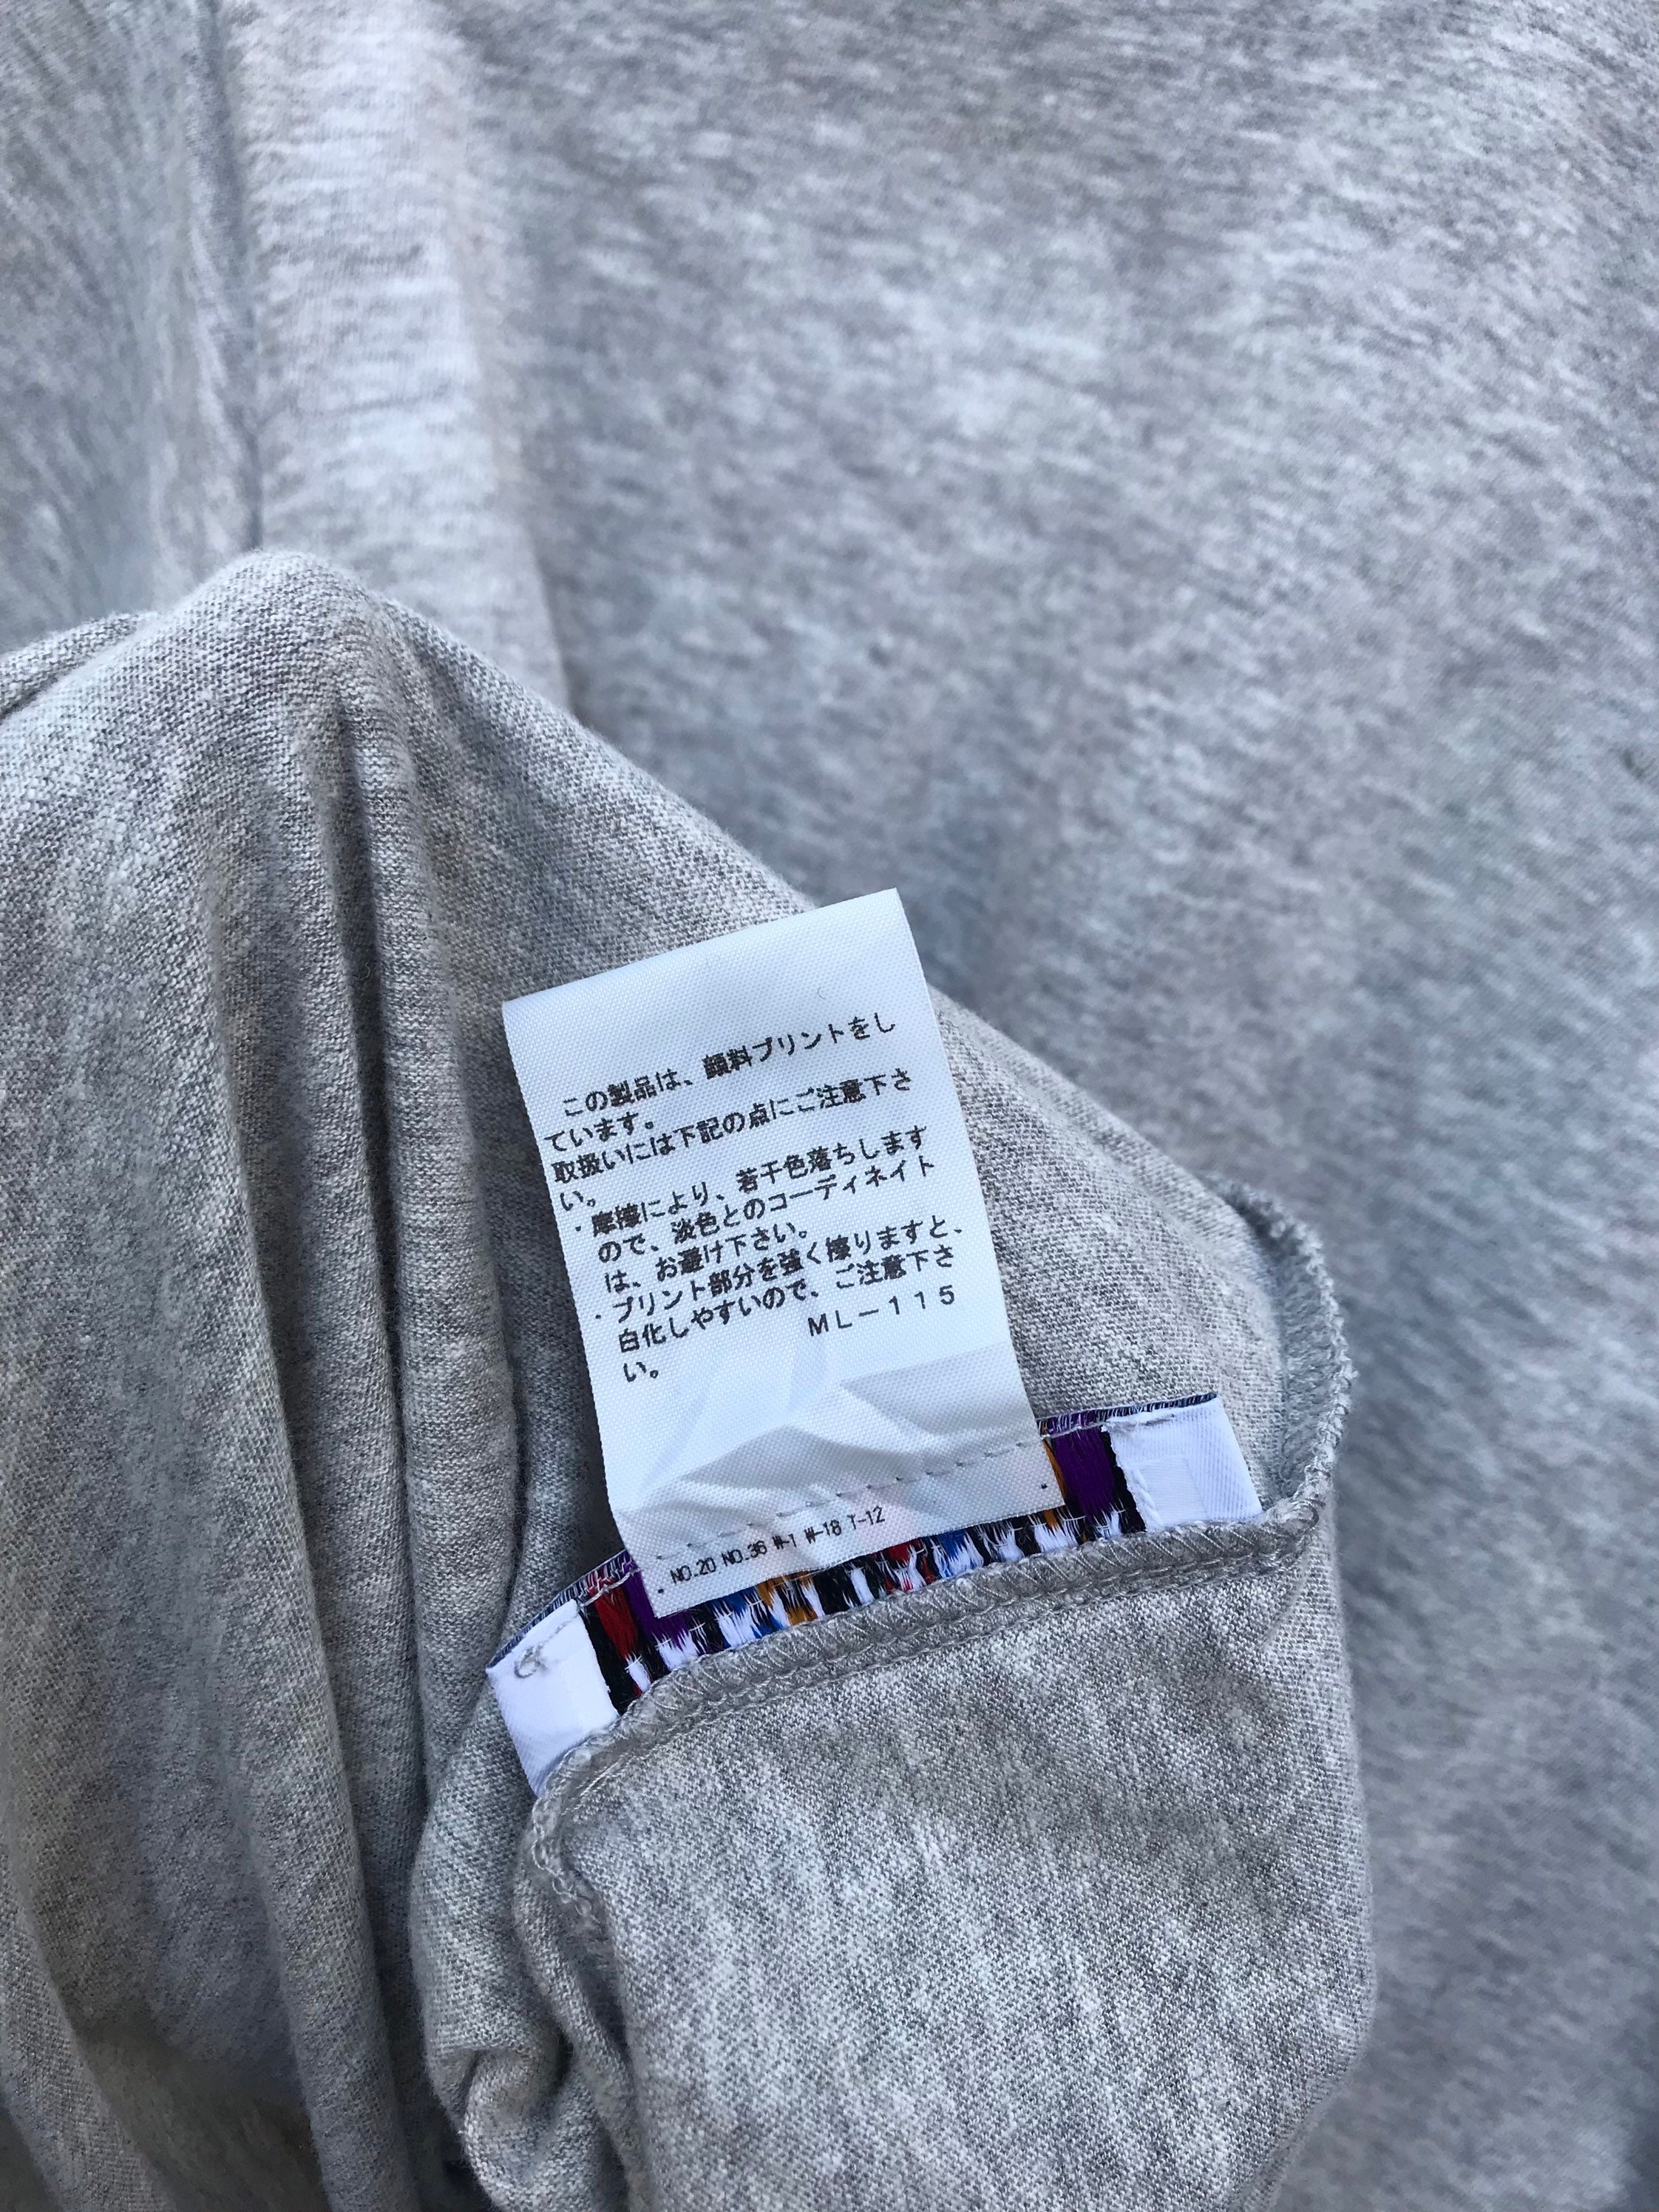 この製品は、顔料プリントをし
ています。
取扱いには下記の点にご注意下さ
い。
・摩擦により、若干色落ちします
ので、淡色とのコーディネイト
は、お避け下さい。
・プリント部分を強く擦りますと、
白化しやすいので、ご注意下さ
い。
ML－115
NO.20 NO.36 W-1 W-18 T-12